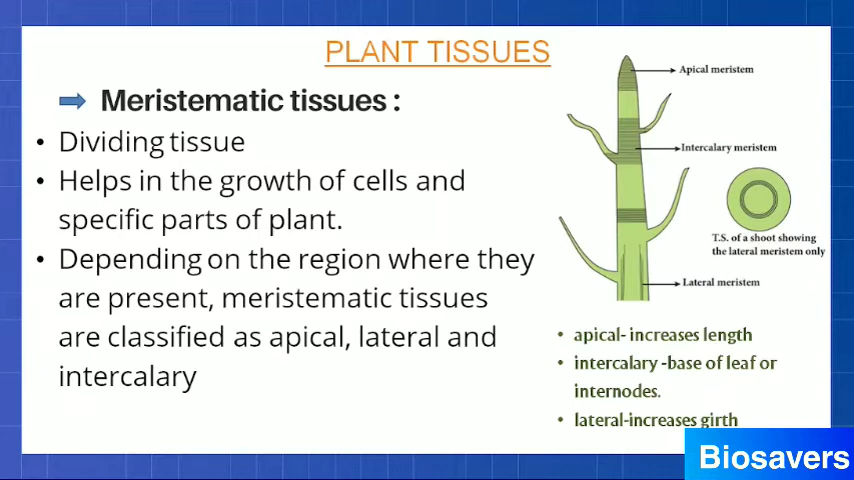 PLANT TISSUES
Meristematic tissues :
• Dividing tissue
• Helps in the growth of cells and
specific parts of plant.
• Depending on the region where they
are present, meristematic tissues
are classified as apical, lateral and
intercalary
Apical meristem
Intercalary meristem
T.S. of a shoot showing
the lateral meristem only
Lateral meristem
• apical- increases length
• intercalary -base of leaf or
internodes.
• lateral-increases girth
Biosavers